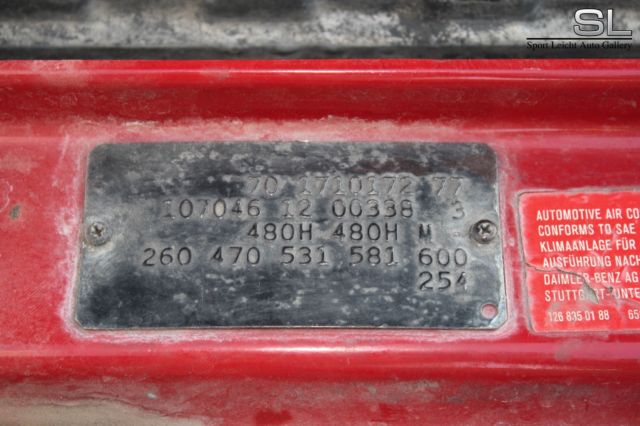 SL
Sport Leicht Auto Gallery
70 1710172 77
107046 12 00338 3
480H 480H M
260 470 531 581 600
254
AUTOMOTIVE AIR CO
CONFORMS TO SAE
KLIMAANLAGE FÜR
AUSFÜHRUNG NACH
DAIMLER-BENZ AG
STUTTGART-UNTE
126 835 01 88 65